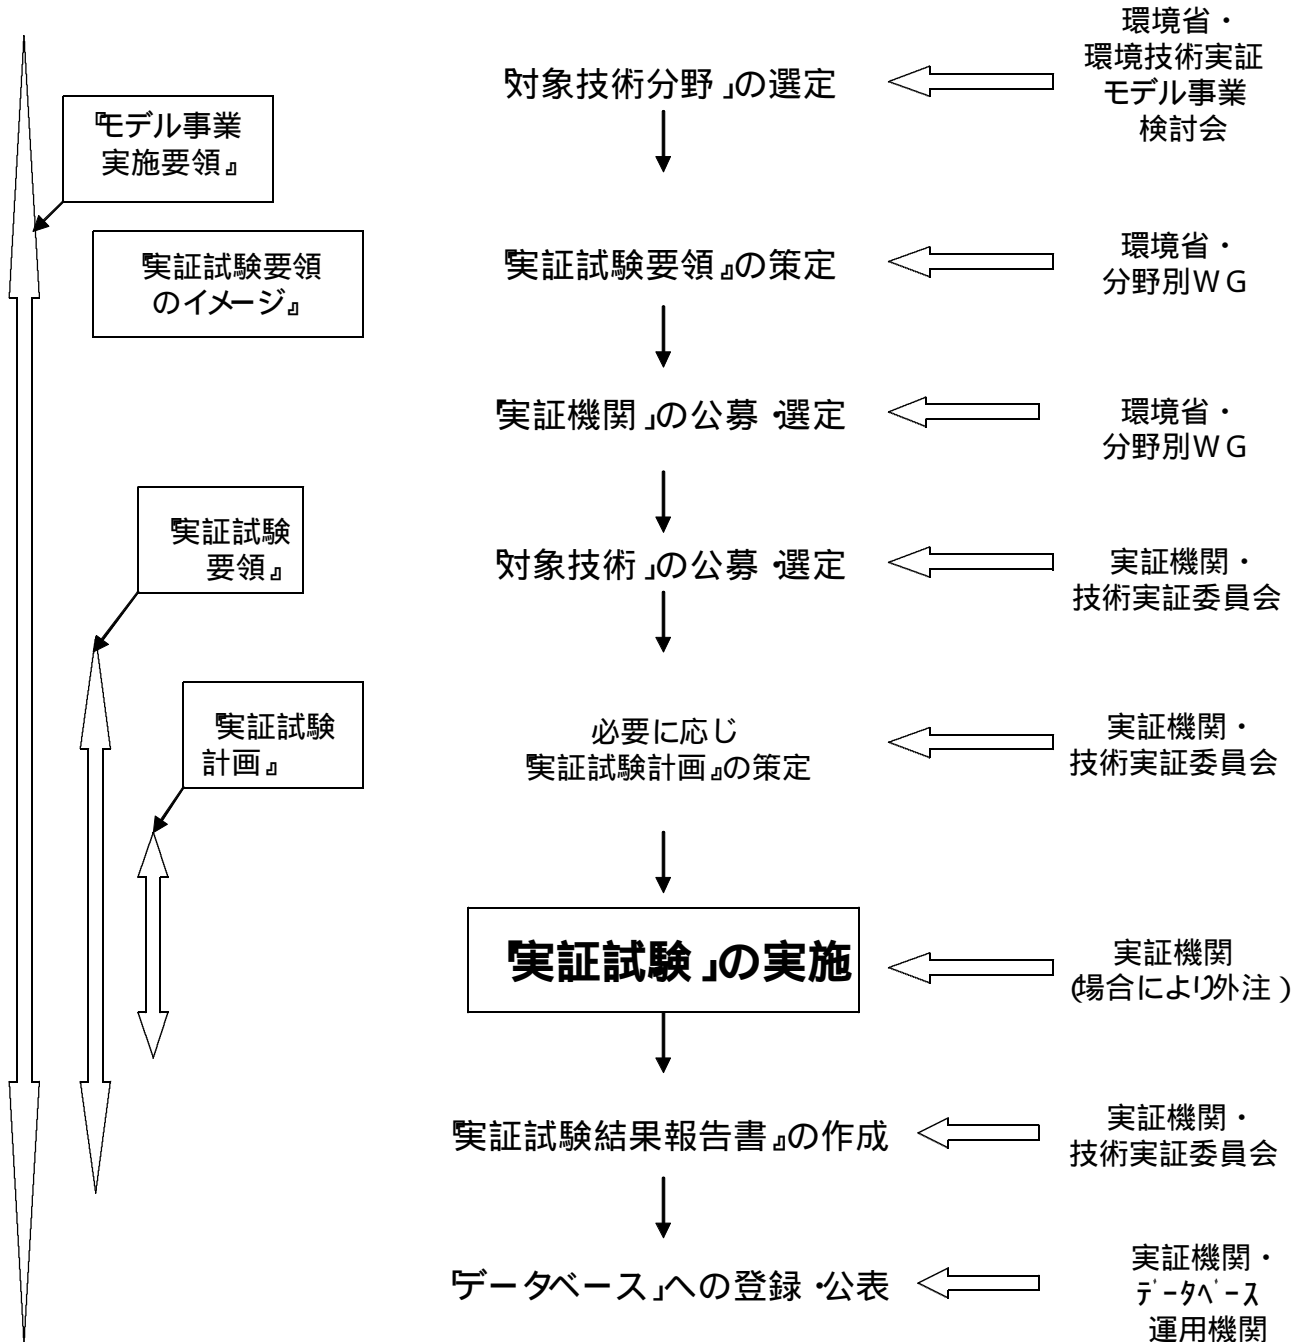 環境省・
環境技術実証
モデル事業
検討会
「対象技術分野」の選定
『モデル事業
実施要領』
『実証試験要領
のイメージ』
『実証試験要領』の策定
環境省・
分野別WG
「実証機関」の公募・選定
環境省・
分野別WG
『実証試験
要領』
「対象技術」の公募・選定
実証機関・
技術実証委員会
『実証試験
計画』
必要に応じ
『実証試験計画』の策定
実証機関・
技術実証委員会
「実証試験」の実施
実証機関
(場合により外注)
『実証試験結果報告書』の作成
実証機関・
技術実証委員会
「データベース」への登録・公表
実証機関・
データベース
運用機関